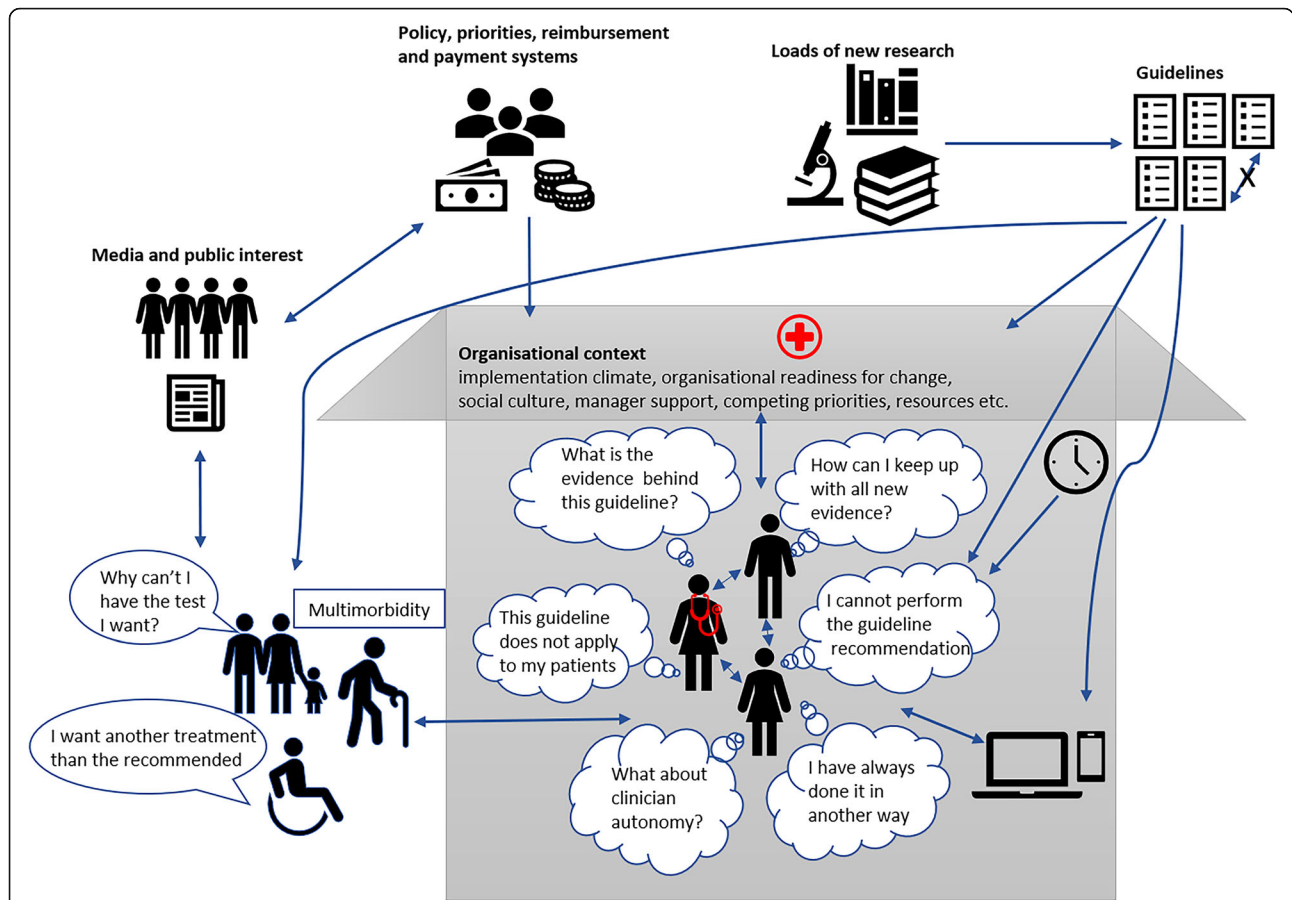 Policy, priorities, reimbursement
and payment systems
Loads of new research
Guidelines
X
Media and public interest
Organisational context
implementation climate, organisational readiness for change,
social culture, manager support, competing priorities, resources etc.
What is the
evidence behind
this guideline?
How can I keep up
with all new
evidence?
Why can't I
have the test
I want?
Multimorbidity
This guideline
does not apply
to my patients
I cannot perform
the guideline
recommendation
I want another treatment
than the recommended
What about
clinician
autonomy?
I have always
done it in
another way